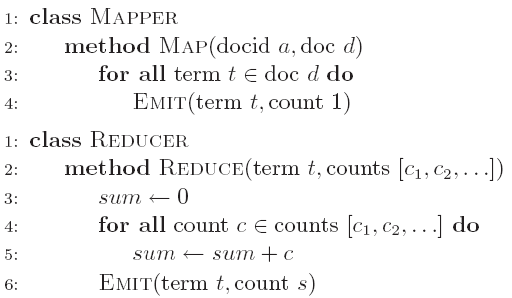 1: class Mapper
2: method Map(docid a, doc d)
3: for all term t ∈ doc d do
4: Emit(term t, count 1)
1: class Reducer
2: method Reduce(term t, counts [c₁, c₂, . . .])
3: sum ← 0
4: for all count c ∈ counts [c₁, c₂, . . .] do
5: sum ← sum + c
6: Emit(term t, count s)